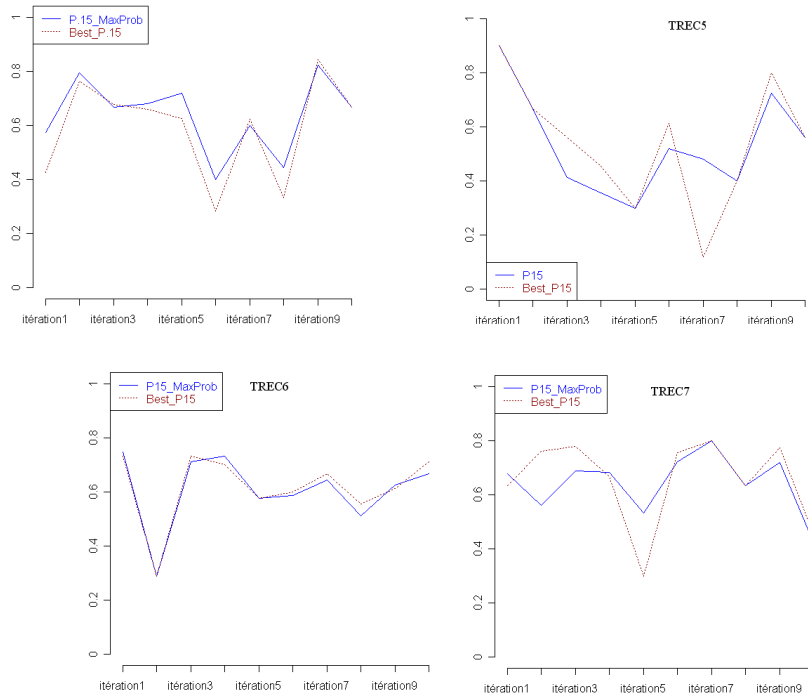 P.15_MaxProb
Best_P.15
1
0.8
0.6
0.4
0.2
0
itération1
itération3
itération5
itération7
itération9
TREC5
1
0.8
0.6
0.4
0.2
0
P15
Best_P15
itération1
itération3
itération5
itération7
itération9
P15_MaxProb
Best_P15
TREC6
1
0.8
0.6
0.4
0.2
0
itération1
itération3
itération5
itération7
itération9
P15_MaxProb
Best_P15
TREC7
1
0.8
0.6
0.4
0.2
0
itération1
itération3
itération5
itération7
itération9